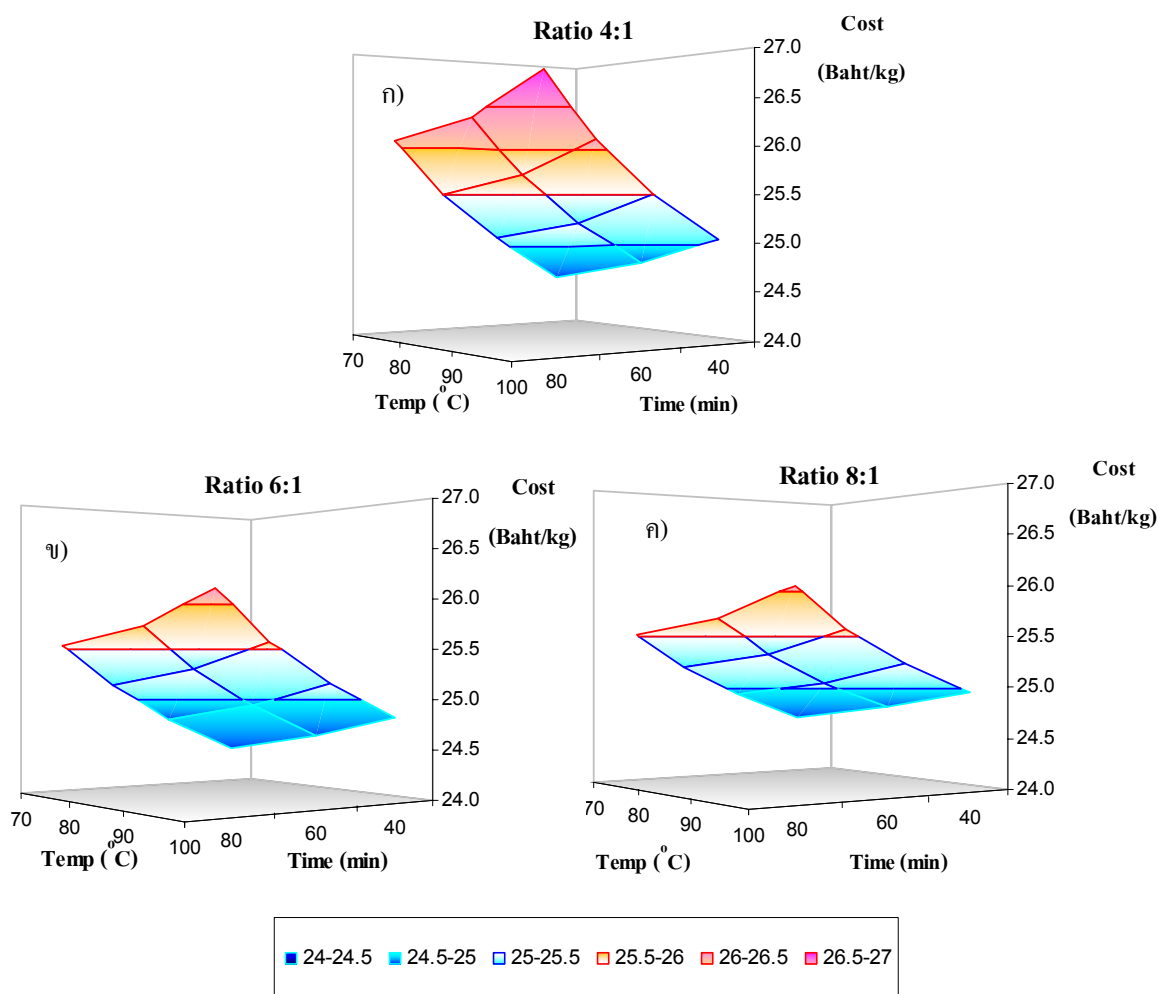 Ratio 4:1
Cost
(Baht/kg)
ก)
27.0
26.5
26.0
25.5
25.0
24.5
24.0
70
80
90
100
80
60
40
Temp (°C)
Time (min)
Ratio 6:1
Cost
(Baht/kg)
ข)
27.0
26.5
26.0
25.5
25.0
24.5
24.0
70
80
90
100
80
60
40
Temp (°C)
Time (min)
Ratio 8:1
Cost
(Baht/kg)
ค)
27.0
26.5
26.0
25.5
25.0
24.5
24.0
70
80
90
100
80
60
40
Temp (°C)
Time (min)
24-24.5 24.5-25 25-25.5 25.5-26 26-26.5 26.5-27